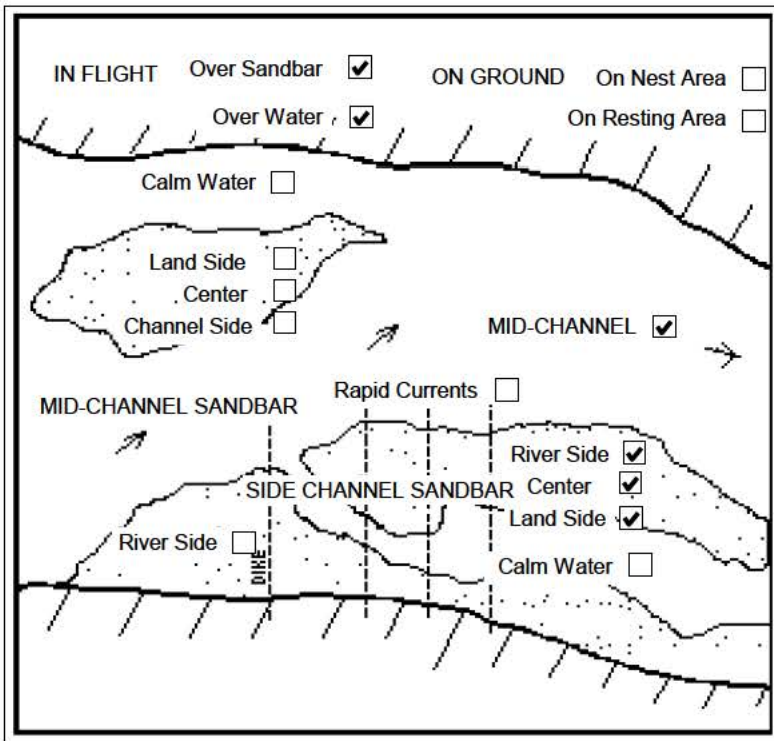 IN FLIGHT Over Sandbar ON GROUND On Nest Area
Over Water On Resting Area
Calm Water
Land Side
Center
Channel Side
MID-CHANNEL
Rapid Currents
MID-CHANNEL SANDBAR
River Side
SIDE CHANNEL SANDBAR Center
Land Side
River Side
DIKE
Calm Water